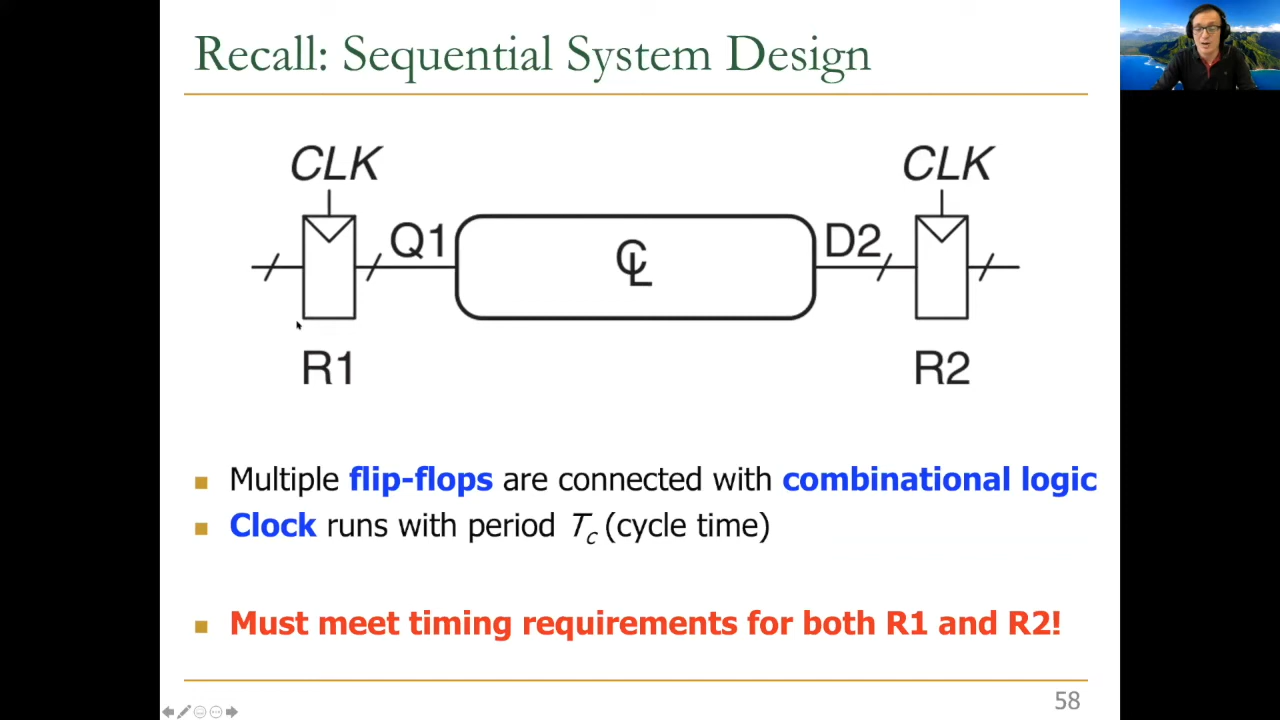 Recall: Sequential System Design
CLK CLK
Q1 CL D2
R1 R2
Multiple flip-flops are connected with combinational logic
Clock runs with period Tc (cycle time)
Must meet timing requirements for both R1 and R2!
58